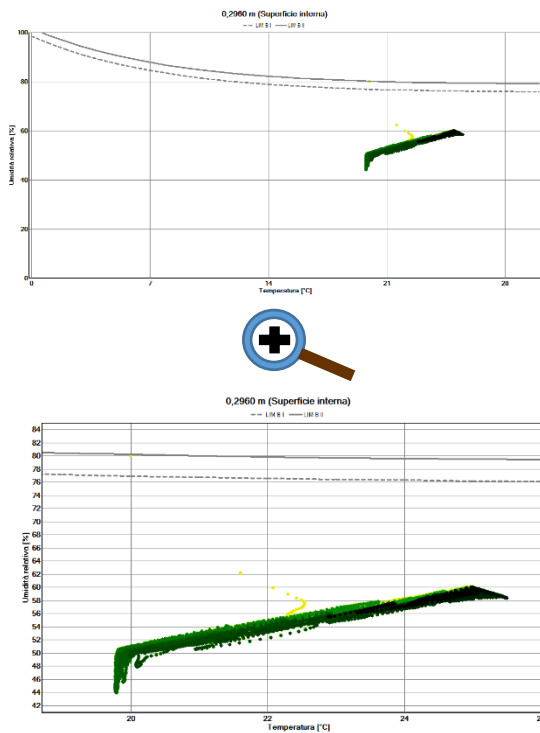 0,2960 m (Superficie interna)
LIM B I LIM B II
100
80
60
40
20
0
Umidità relativa [%]
0 7 14 21 28
Temperatura [°C]
0,2960 m (Superficie interna)
LIM B I LIM B II
84
82
80
78
76
74
72
70
68
66
64
62
60
58
56
54
52
50
48
46
44
42
Umidità relativa [%]
20 22 24 2
Temperatura [°C]